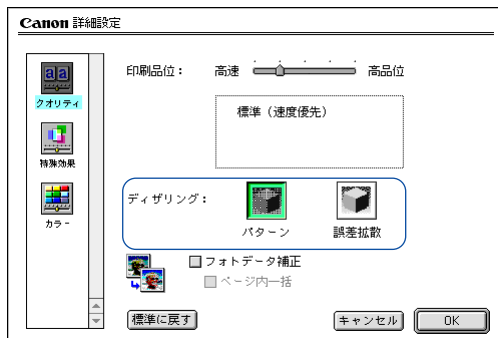 Canon 詳細設定
印刷品位： 高速 高品位
標準（速度優先）
aa
クオリティ
特殊効果
カラー
ディザリング：
パターン 誤差拡散
フォトデータ補正
ページ内一括
標準に戻す キャンセル OK